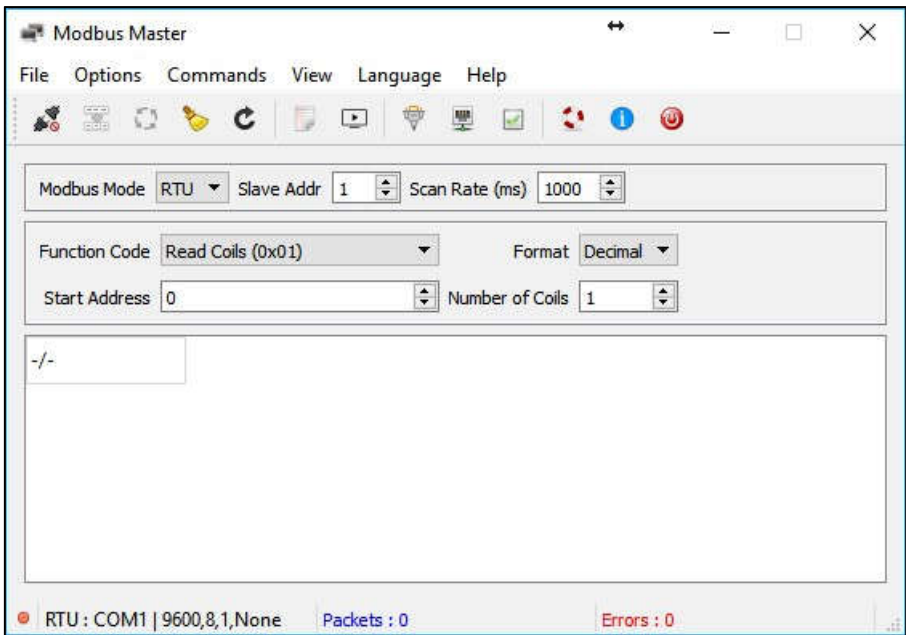 Modbus Master
File Options Commands View Language Help
Modbus Mode RTU Slave Addr 1 Scan Rate (ms) 1000
Function Code Read Coils (0x01) Format Decimal
Start Address 0 Number of Coils 1
-/-
RTU : COM1 | 9600,8,1,None Packets : 0 Errors : 0